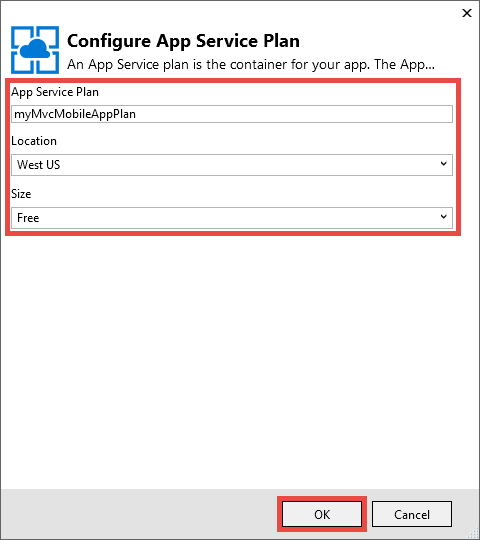 Configure App Service Plan
An App Service plan is the container for your app. The App...
App Service Plan
myMvcMobileAppPlan
Location
West US
Size
Free
OK
Cancel